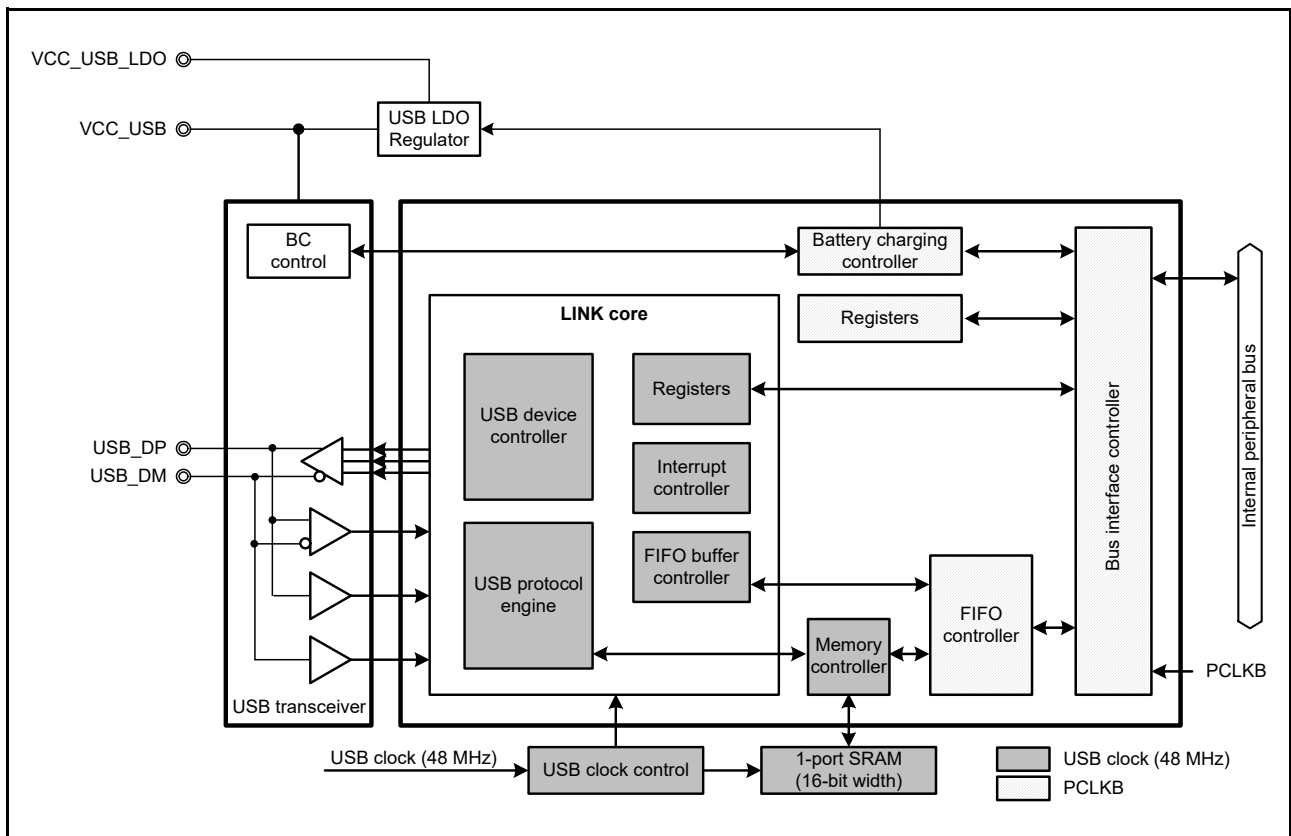 VCC_USB_LDO
VCC_USB
USB LDO
Regulator
BC
control
Battery charging
controller
LINK core
Registers
USB device
controller
Registers
Interrupt
controller
USB_DP
USB_DM
USB protocol
engine
FIFO buffer
controller
FIFO
controller
Memory
controller
Bus interface controller
Internal peripheral bus
PCLKB
USB transceiver
USB clock (48 MHz)
USB clock control
1-port SRAM
(16-bit width)
USB clock (48 MHz)
PCLKB